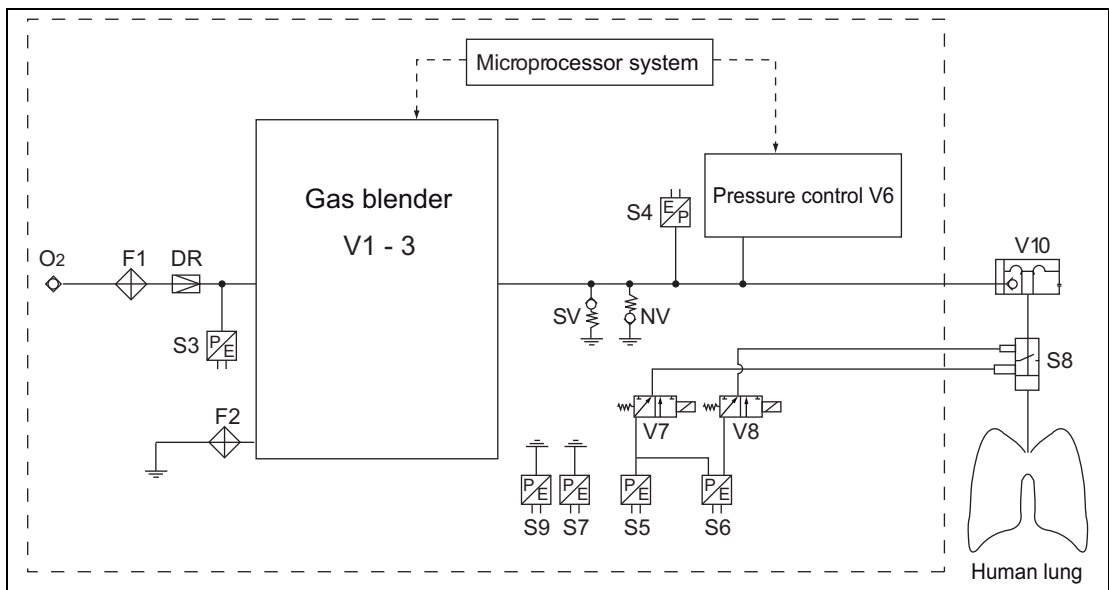 Microprocessor system
Gas blender
V1 - 3
Pressure control V6
S4
E
P
O2
F1
DR
V10
SV
NV
S3
P
E
S8
F2
V7
V8
P
E
P
E
P
E
P
E
S9
S7
S5
S6
Human lung